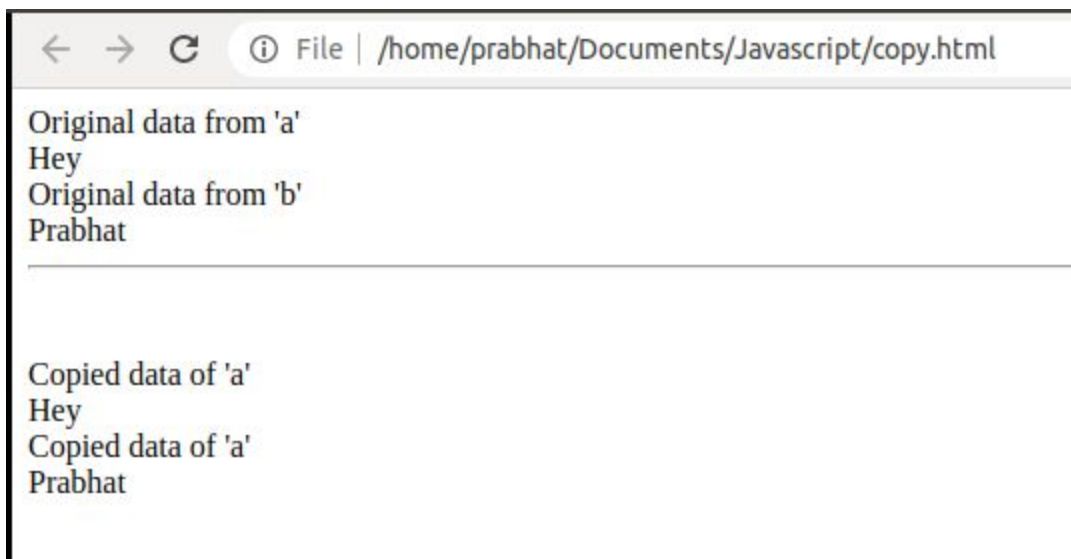 File | /home/prabhat/Documents/Javascript/copy.html
Original data from 'a'
Hey
Original data from 'b'
Prabhat
Copied data of 'a'
Hey
Copied data of 'a'
Prabhat